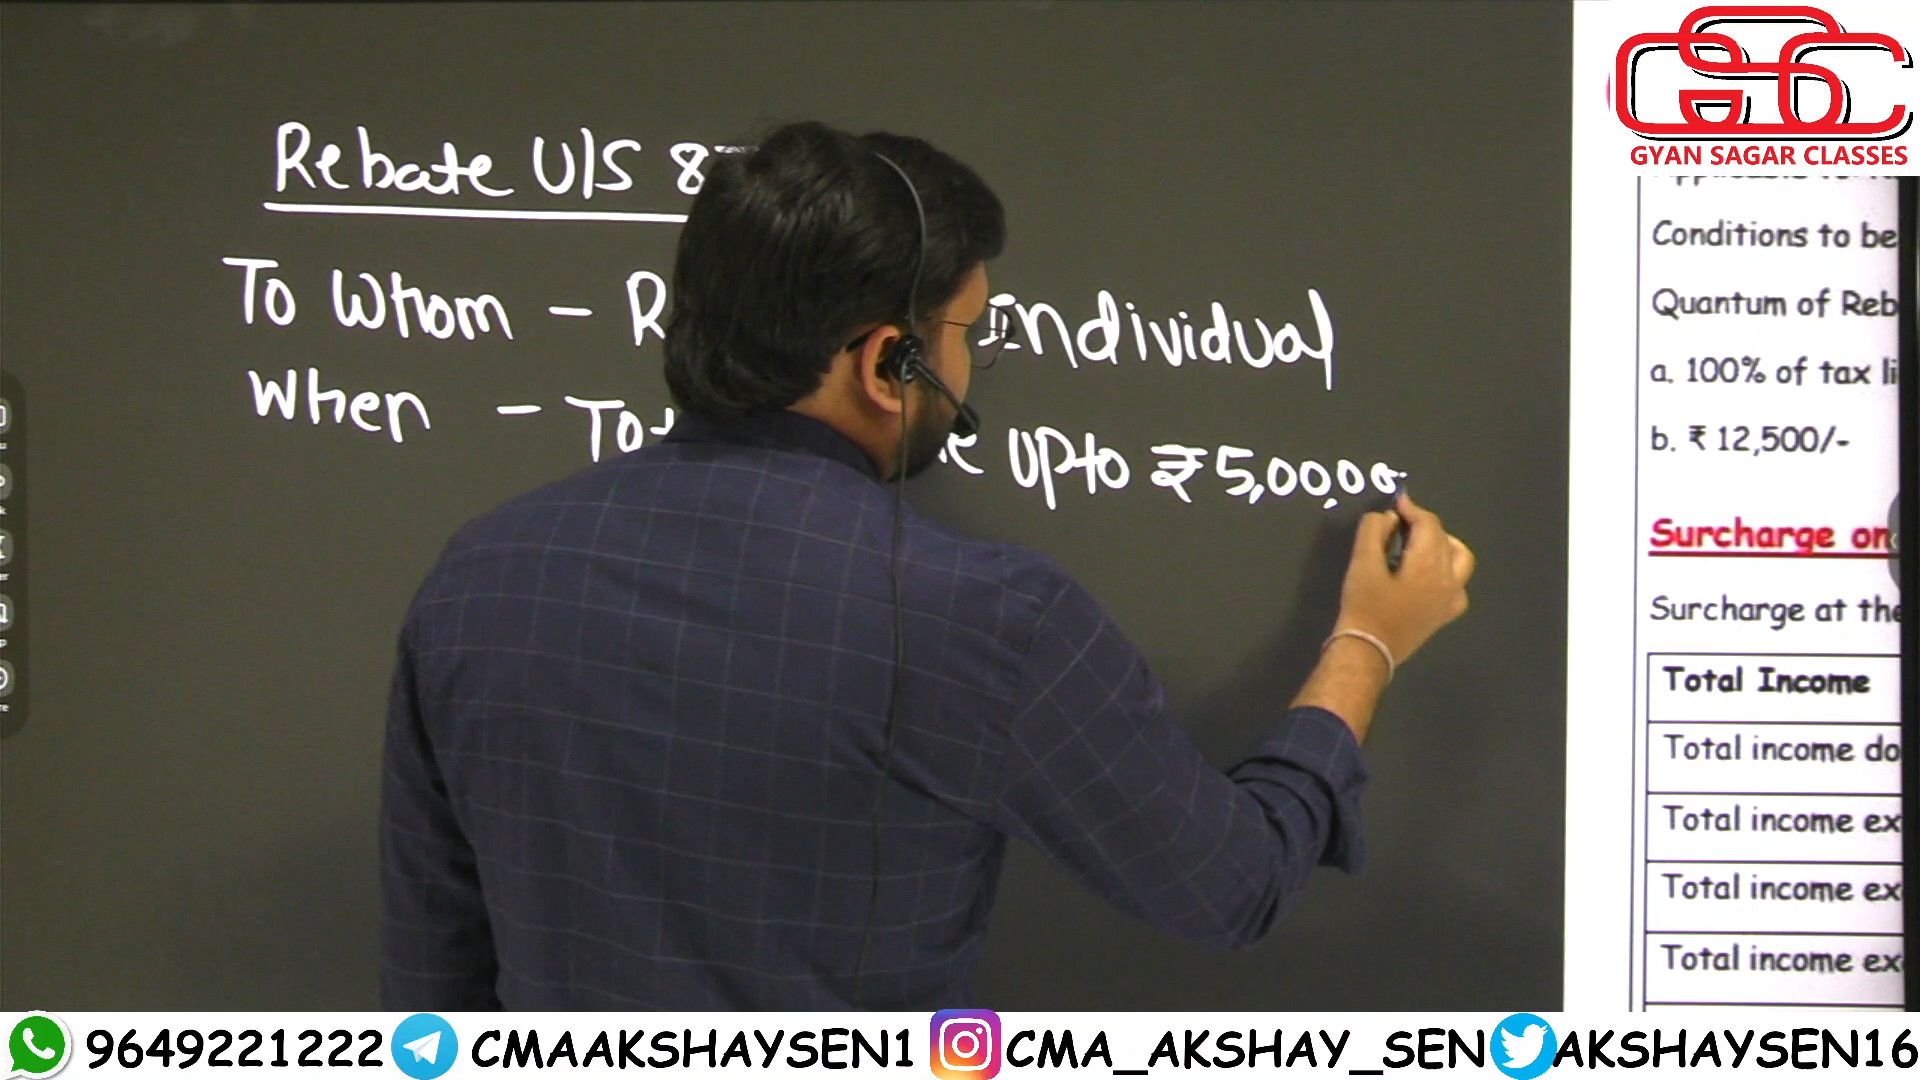 Rebate U/S 8
To Whom - R Individual
When - Tot e Upto ₹ 5,00,00
GSC
GYAN SAGAR CLASSES
Conditions to be
Quantum of Reb
a. 100% of tax li
b. ₹ 12,500/-
Surcharge on
Surcharge at the
Total Income
Total income do
Total income ex
Total income ex
Total income ex
9649221222 CMAAKSHAYSEN1 CMA_AKSHAY_SEN AKSHAYSEN16